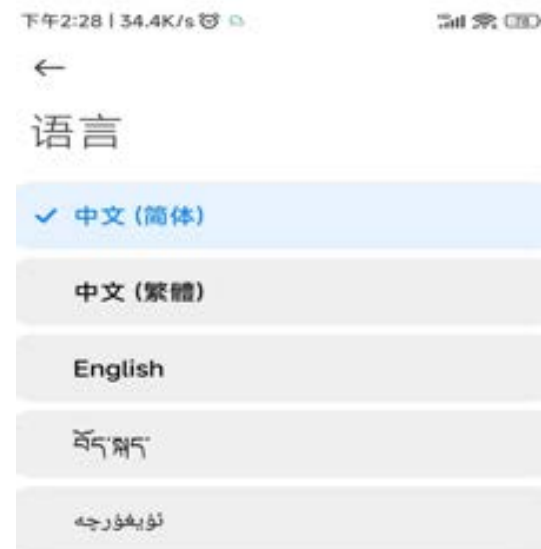 下午2:28 | 34.4K/s
语言
中文 (简体)
中文 (繁體)
English
བོད་སྐད་
ئۇيغۇرچە